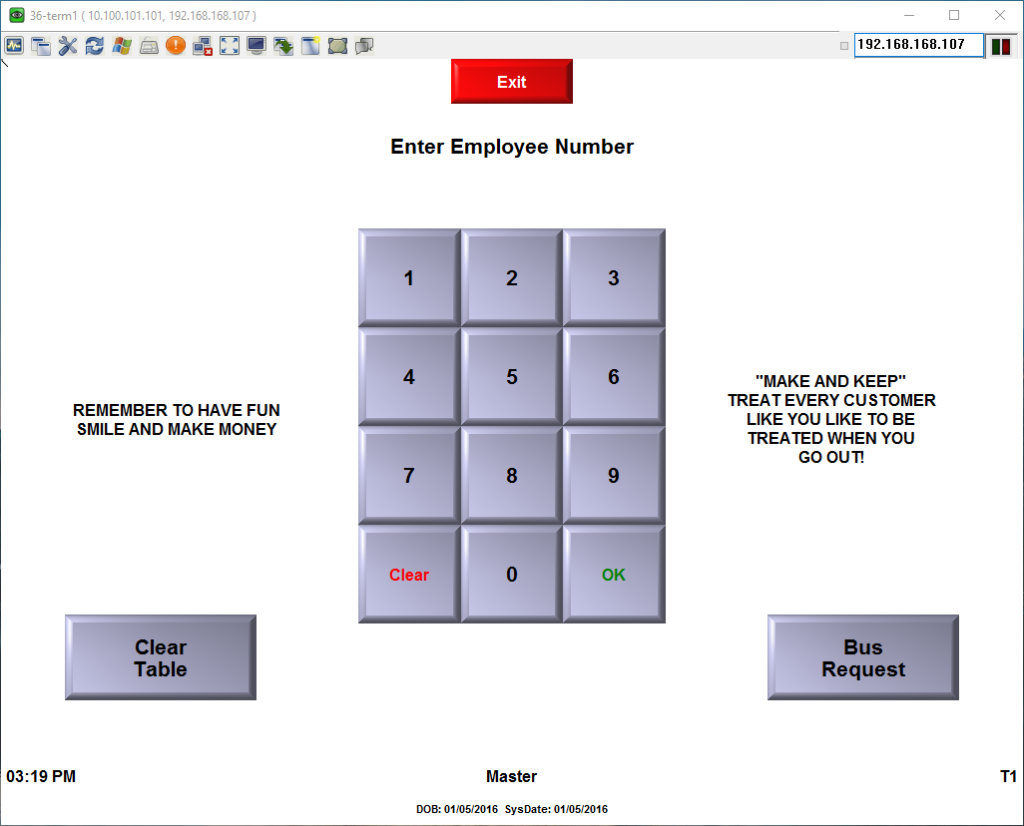 36-term1 ( 10.100.101.101, 192.168.168.107 )
192.168.168.107
Exit
Enter Employee Number
1 2 3
4 5 6
REMEMBER TO HAVE FUN
SMILE AND MAKE MONEY
"MAKE AND KEEP"
TREAT EVERY CUSTOMER
LIKE YOU LIKE TO BE
TREATED WHEN YOU
GO OUT!
7 8 9
Clear 0 OK
Clear
Table
Bus
Request
03:19 PM Master T1
DOB: 01/05/2016 SysDate: 01/05/2016